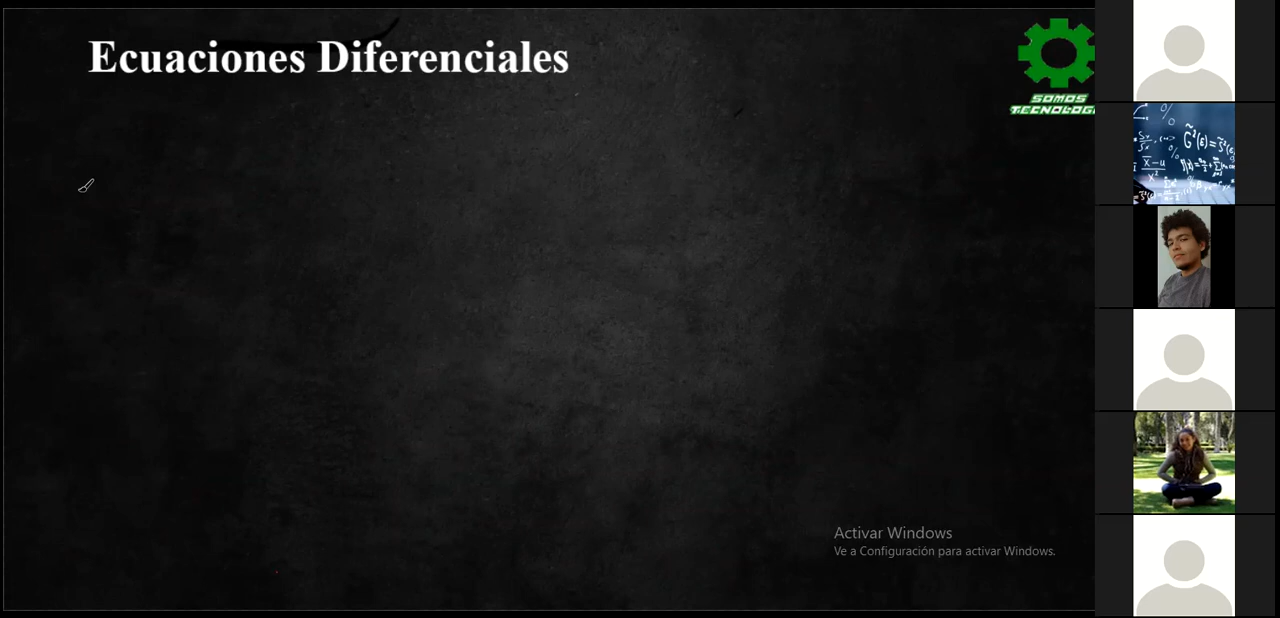 Ecuaciones Diferenciales
SOMOS
Activar Windows
Ve a Configuración para activar Windows.